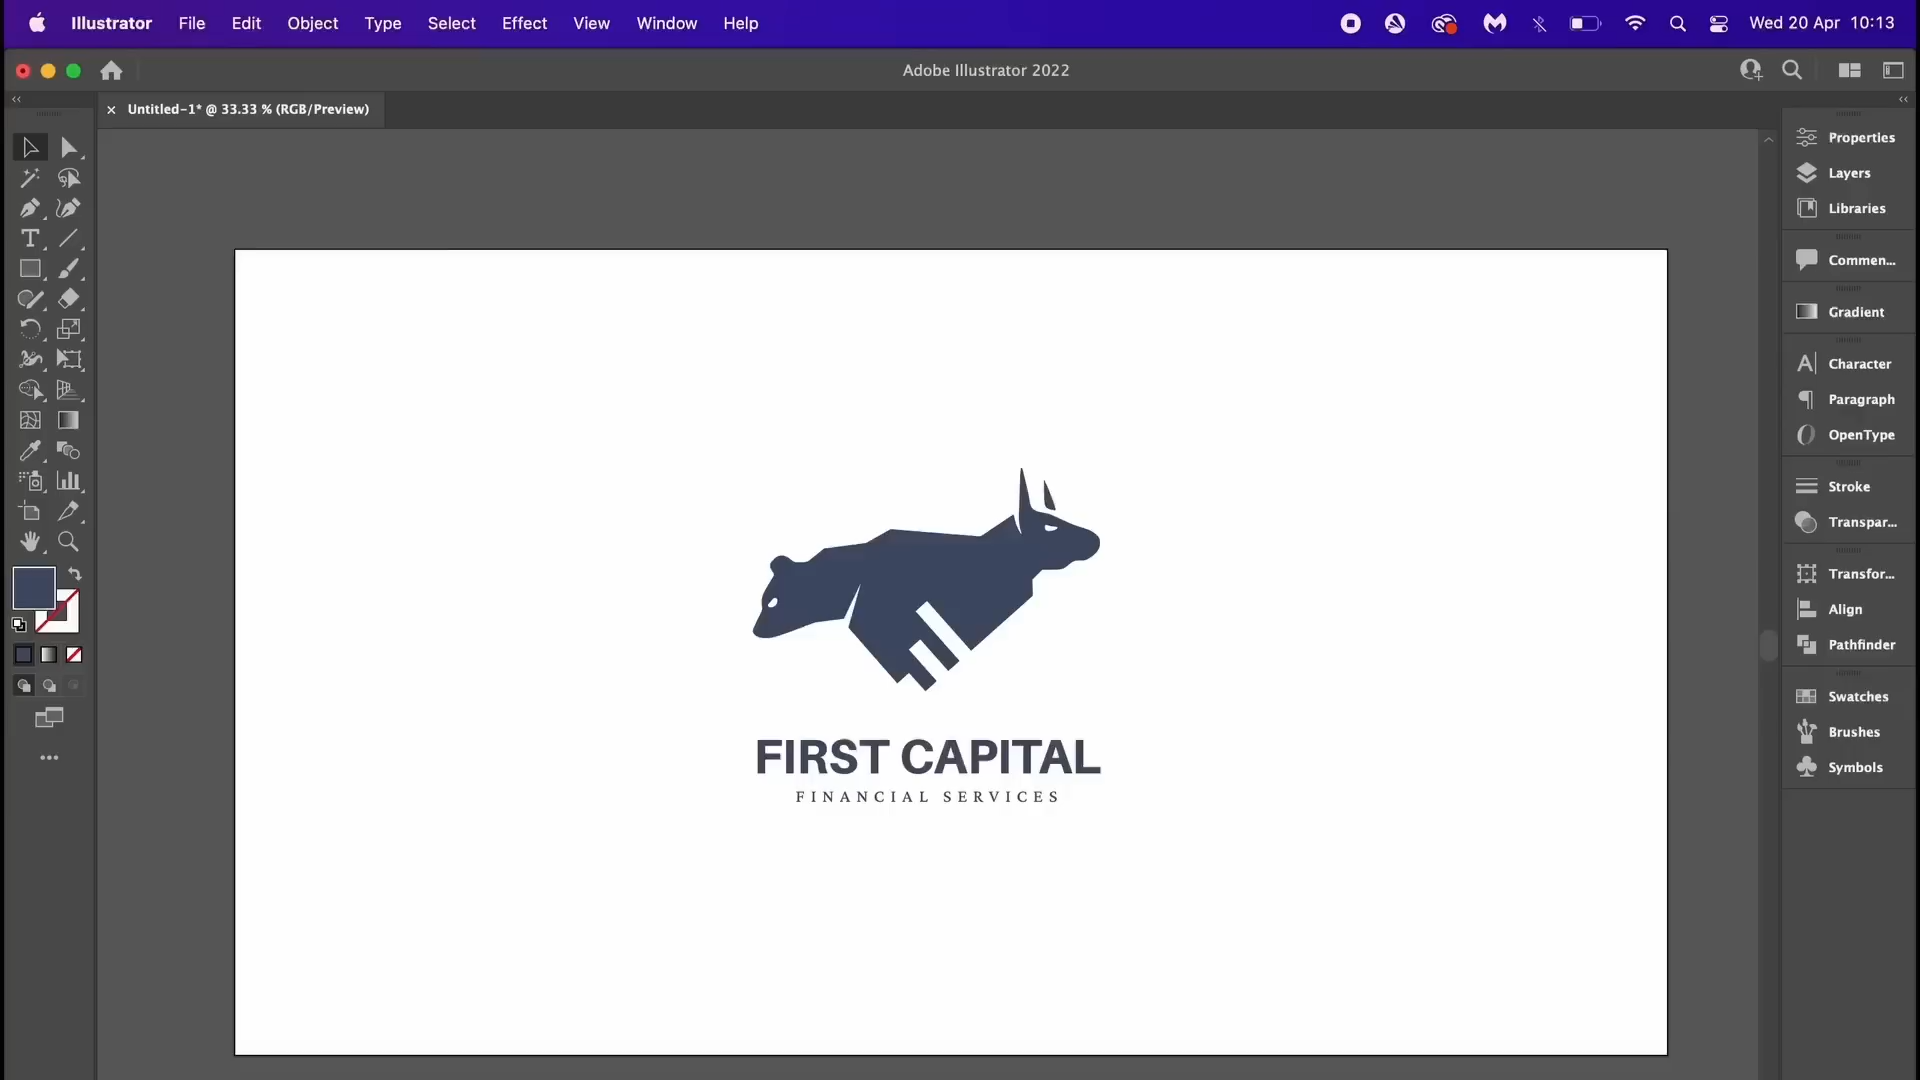 Illustrator File Edit Object Type Select Effect View Window Help Wed 20 Apr 10:13
Adobe Illustrator 2022
Untitled-1* @ 33.33 % (RGB/Preview)
Properties
Layers
Libraries
Commen...
Gradient
Character
Paragraph
OpenType
Stroke
Transpar...
Transfor...
Align
Pathfinder
Swatches
Brushes
Symbols
FIRST CAPITAL
FINANCIAL SERVICES